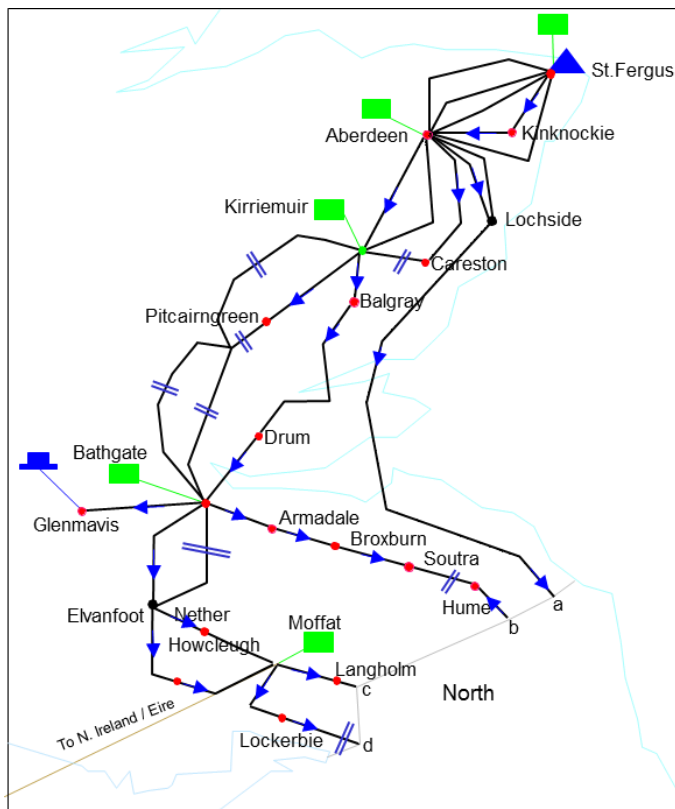 St.Fergus
Kinknockie
Aberdeen
Kirriemuir
Lochside
Careston
Balgray
Pitcairngreen
Drum
Bathgate
Glenmavis
Armadale
Broxburn
Soutra
Hume
a
b
Elvanfoot
Nether
Howcleugh
Moffat
Langholm
c
North
To N. Ireland / Eire
Lockerbie
d